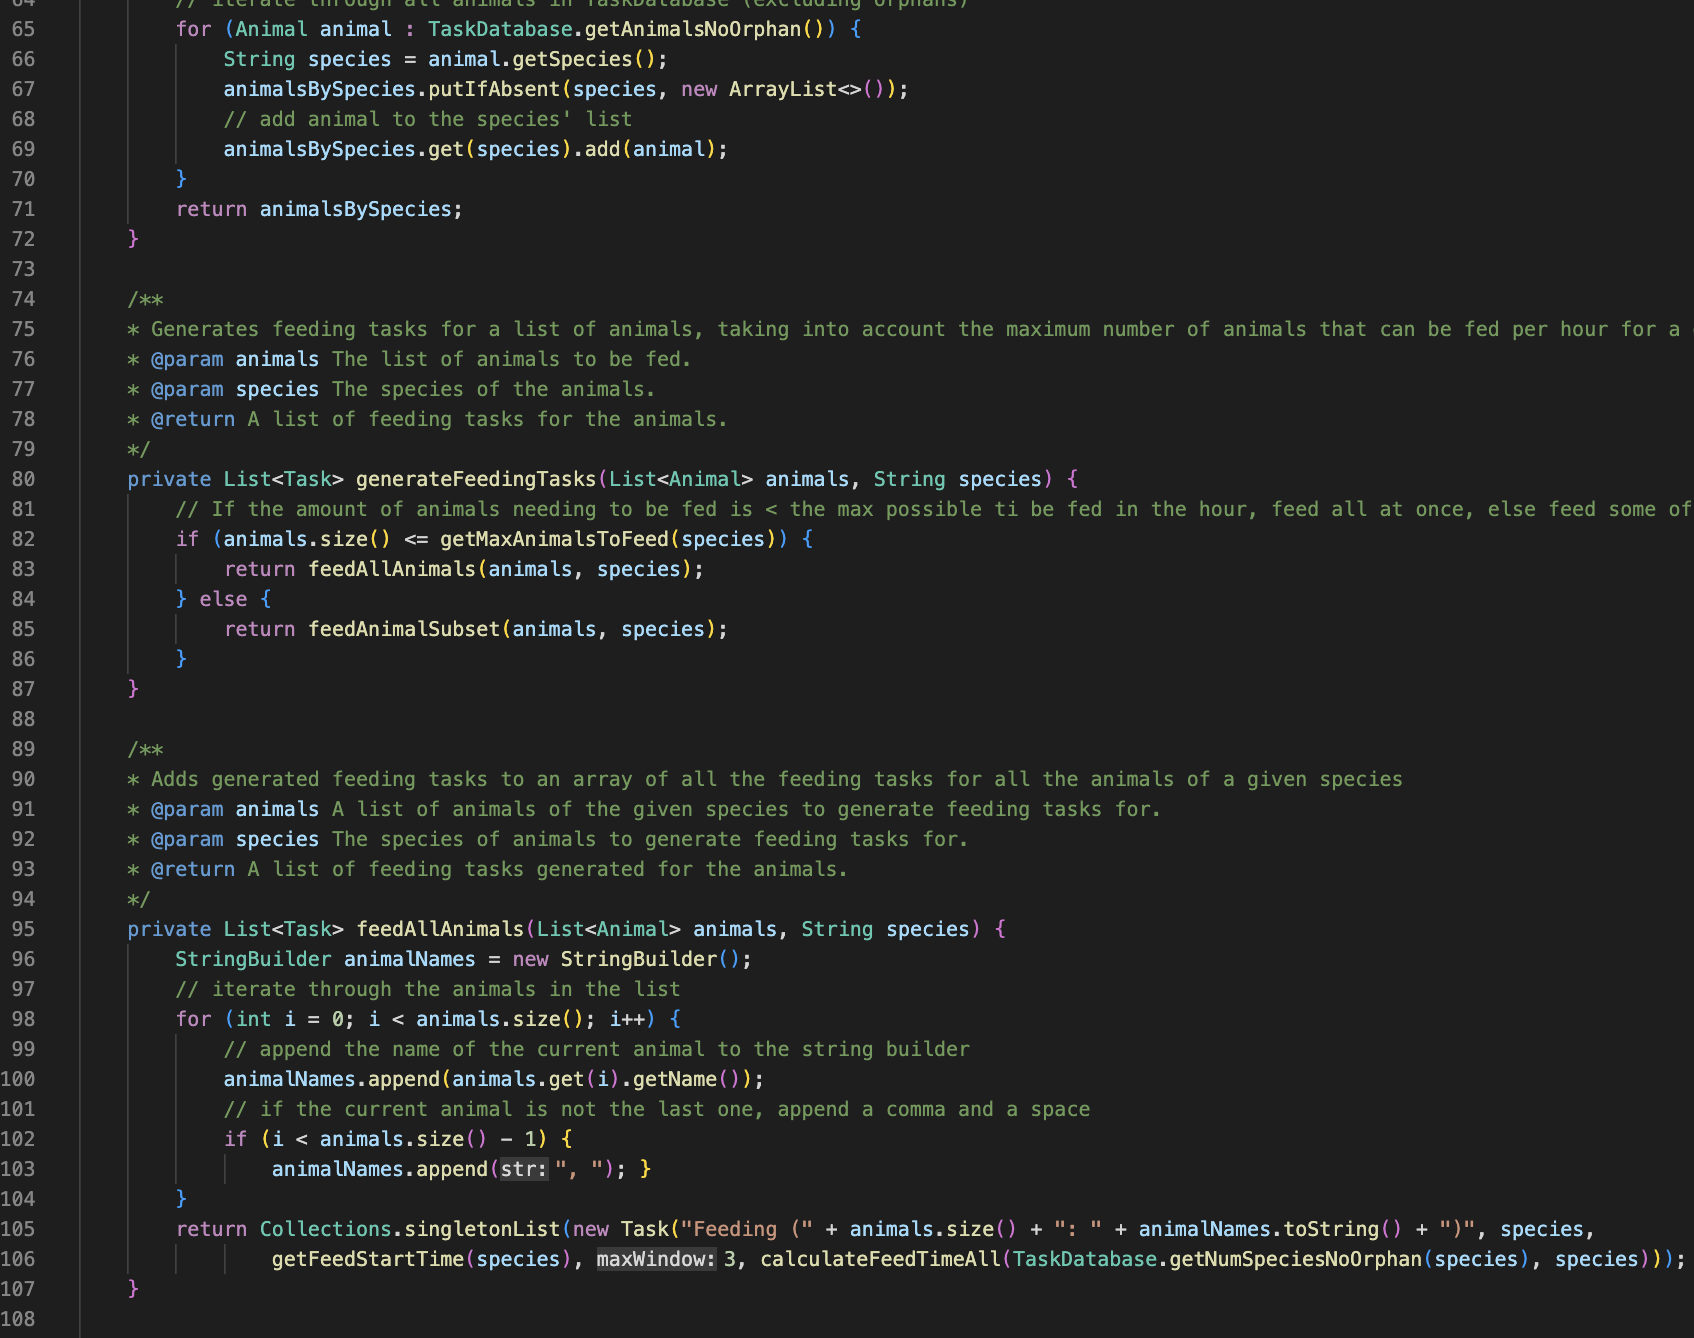 64 // iterate through all animals in TaskDatabase (excluding orphans)
65 for (Animal animal : TaskDatabase.getAnimalsNoOrphan()) {
66 String species = animal.getSpecies();
67 animalsBySpecies.putIfAbsent(species, new ArrayList<>());
68 // add animal to the species' list
69 animalsBySpecies.get(species).add(animal);
70 }
71 return animalsBySpecies;
72 }
73
74 /**
75 * Generates feeding tasks for a list of animals, taking into account the maximum number of animals that can be fed per hour for a
76 * @param animals The list of animals to be fed.
77 * @param species The species of the animals.
78 * @return A list of feeding tasks for the animals.
79 */
80 private List<Task> generateFeedingTasks(List<Animal> animals, String species) {
81 // If the amount of animals needing to be fed is < the max possible ti be fed in the hour, feed all at once, else feed some of
82 if (animals.size() <= getMaxAnimalsToFeed(species)) {
83 return feedAllAnimals(animals, species);
84 } else {
85 return feedAnimalSubset(animals, species);
86 }
87 }
88
89 /**
90 * Adds generated feeding tasks to an array of all the feeding tasks for all the animals of a given species
91 * @param animals A list of animals of the given species to generate feeding tasks for.
92 * @param species The species of animals to generate feeding tasks for.
93 * @return A list of feeding tasks generated for the animals.
94 */
95 private List<Task> feedAllAnimals(List<Animal> animals, String species) {
96 StringBuilder animalNames = new StringBuilder();
97 // iterate through the animals in the list
98 for (int i = 0; i < animals.size(); i++) {
99 // append the name of the current animal to the string builder
100 animalNames.append(animals.get(i).getName());
101 // if the current animal is not the last one, append a comma and a space
102 if (i < animals.size() - 1) {
103 animalNames.append(str: ", "); }
104 }
105 return Collections.singletonList(new Task("Feeding (" + animals.size() + ": " + animalNames.toString() + ")", species,
106 getFeedStartTime(species), maxWindow: 3, calculateFeedTimeAll(TaskDatabase.getNumSpeciesNoOrphan(species), species)));
107 }
108